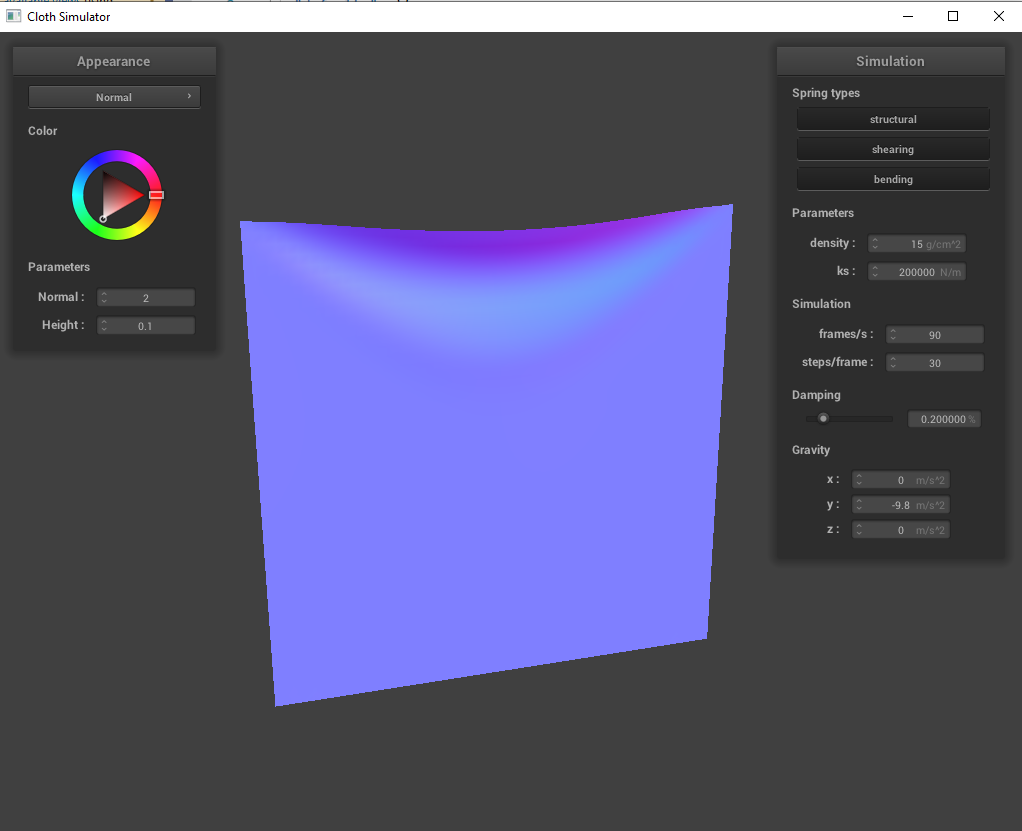 Cloth Simulator
Appearance
Normal
Color
Parameters
Normal : 2
Height : 0.1
Simulation
Spring types
structural
shearing
bending
Parameters
density : 15 g/cm^2
ks : 200000 N/m
Simulation
frames/s : 90
steps/frame : 30
Damping
0.200000 %
Gravity
x : 0 m/s^2
y : -9.8 m/s^2
z : 0 m/s^2